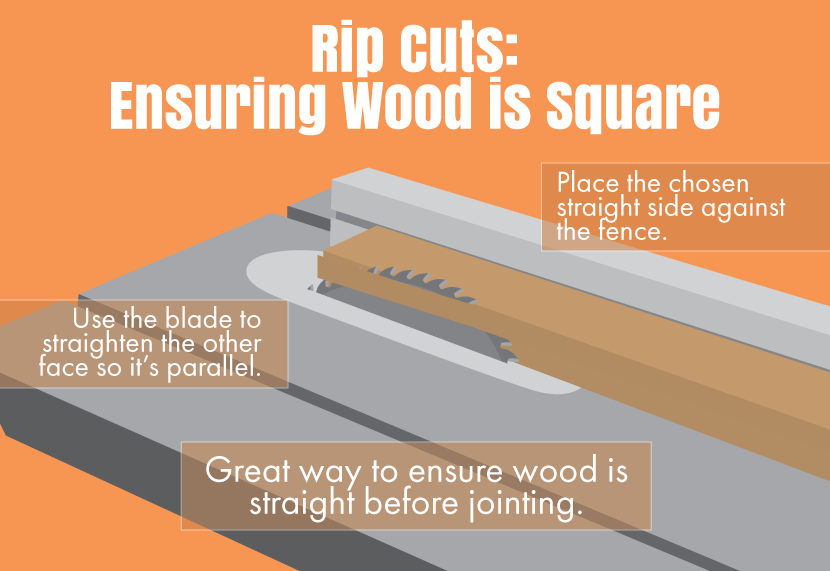 Rip Cuts:
Ensuring Wood is Square
Place the chosen
straight side against
the fence.
Use the blade to
straighten the other
face so it’s parallel.
Great way to ensure wood is
straight before jointing.